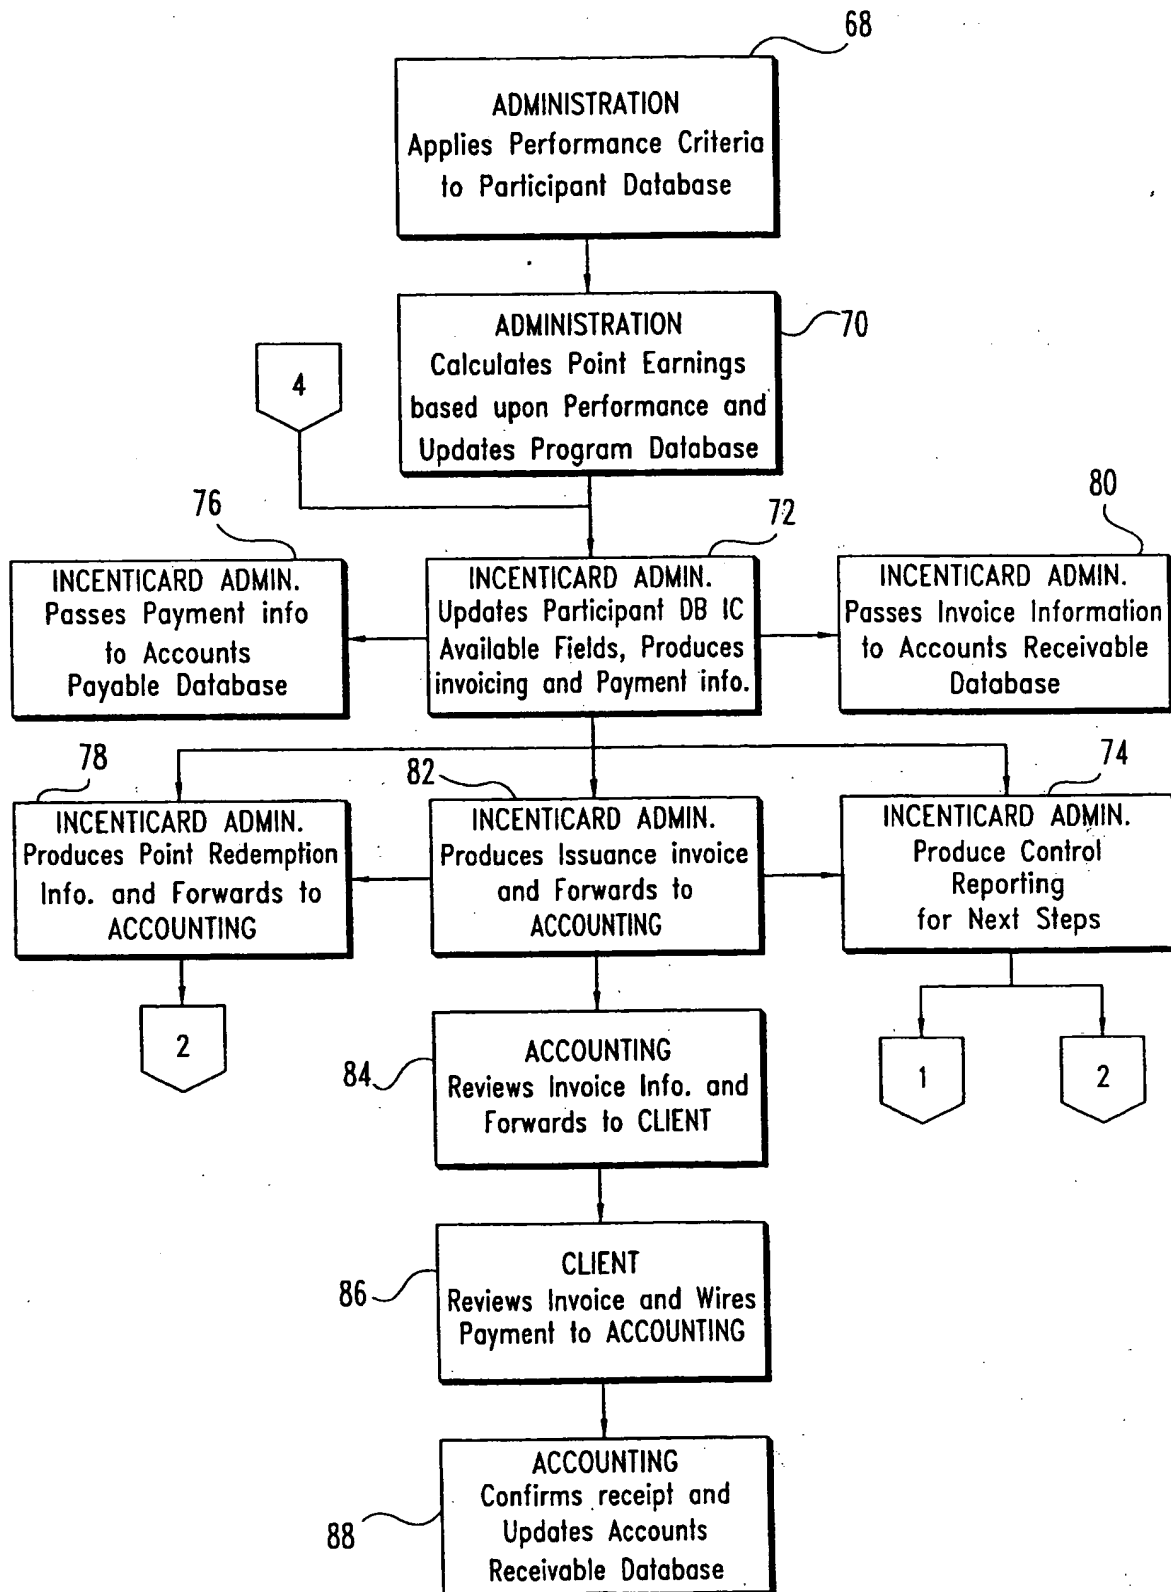 68
ADMINISTRATION
Applies Performance Criteria
to Participant Database
70
ADMINISTRATION
Calculates Point Earnings
based upon Performance and
Updates Program Database
4
76
INCENTICARD ADMIN.
Passes Payment info
to Accounts
Payable Database
72
INCENTICARD ADMIN.
Updates Participant DB IC
Available Fields, Produces
invoicing and Payment info.
80
INCENTICARD ADMIN.
Passes Invoice Information
to Accounts Receivable
Database
78
INCENTICARD ADMIN.
Produces Point Redemption
Info. and Forwards to
ACCOUNTING
82
INCENTICARD ADMIN.
Produces Issuance invoice
and Forwards to
ACCOUNTING
74
INCENTICARD ADMIN.
Produce Control
Reporting
for Next Steps
2
1
2
84
ACCOUNTING
Reviews Invoice Info. and
Forwards to CLIENT
86
CLIENT
Reviews Invoice and Wires
Payment to ACCOUNTING
88
ACCOUNTING
Confirms receipt and
Updates Accounts
Receivable Database